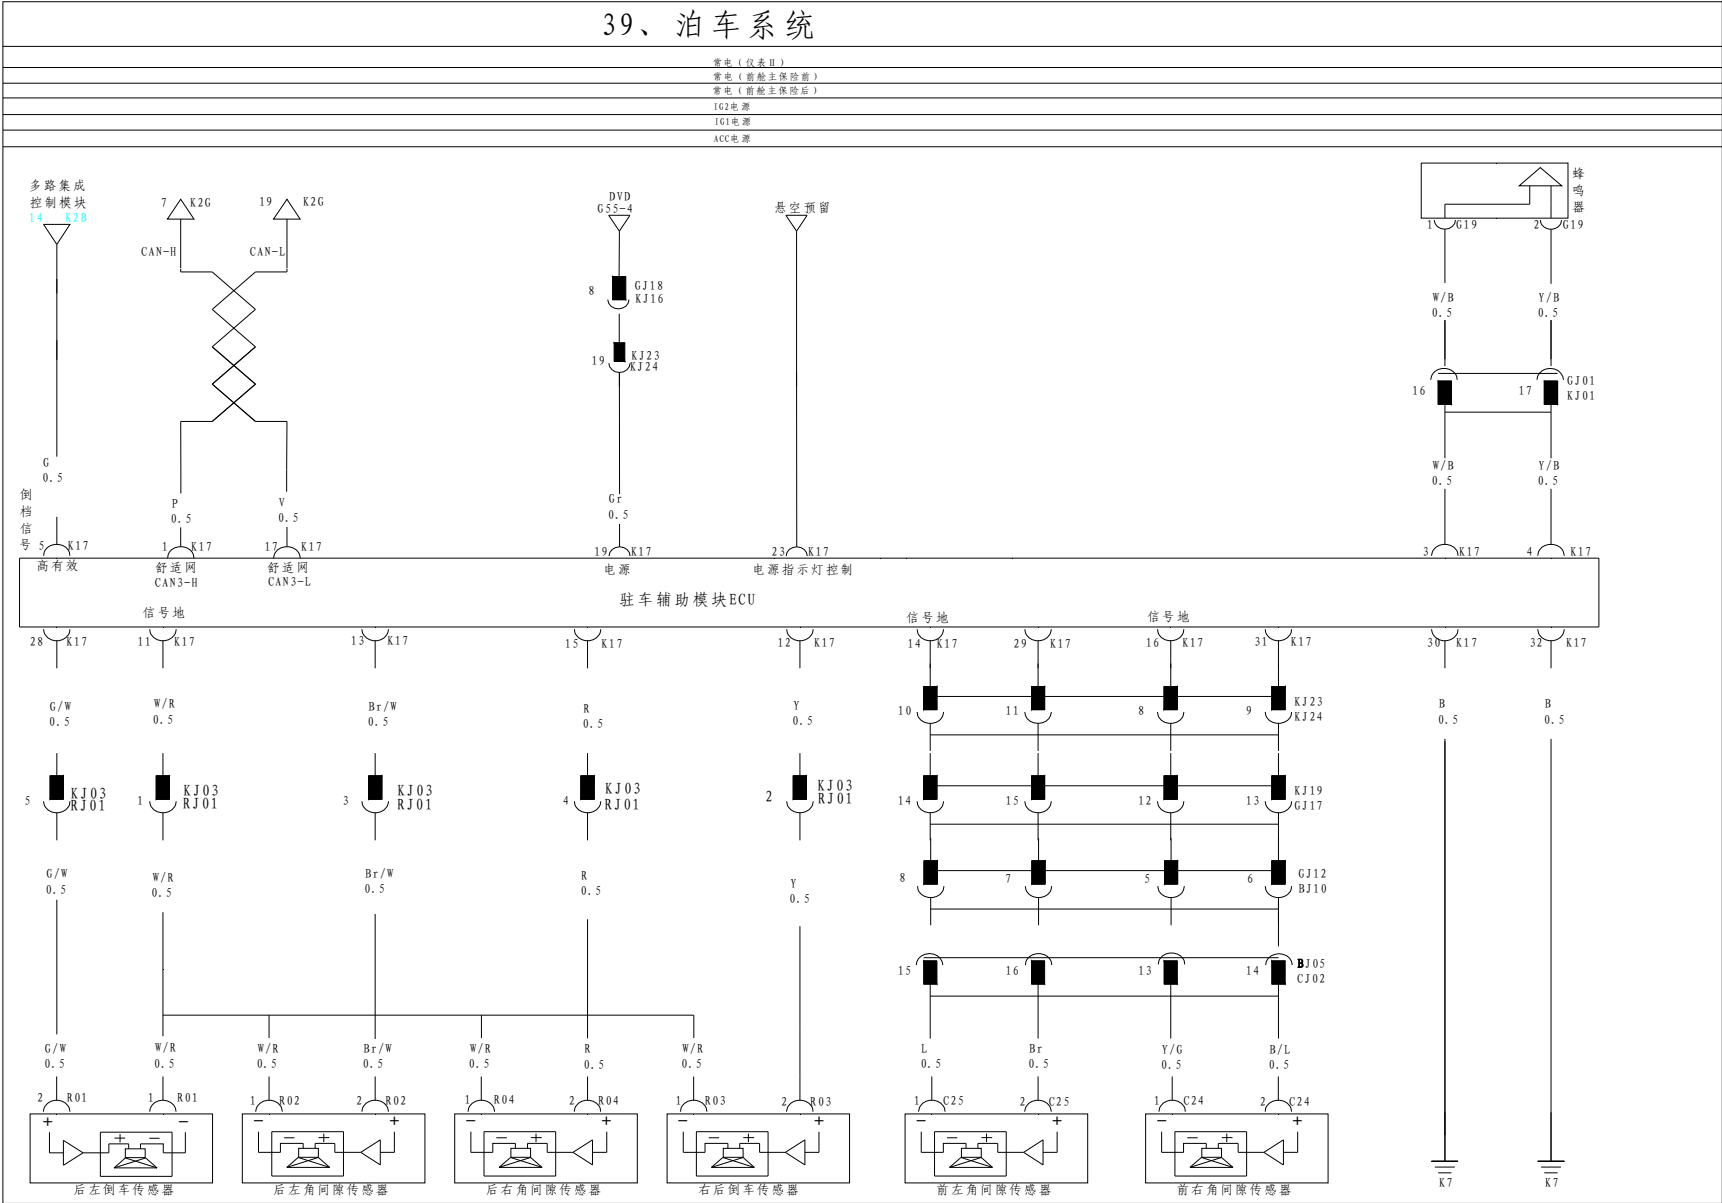 39、泊车系统
常电（仪表Ⅱ）
常电（前舱主保险前）
常电（前舱主保险后）
IG2电源
IG1电源
ACC电源
多路集成
控制模块
14 K2B
7 K2G
19 K2G
DVD
G55-4
悬空预留
蜂鸣器
1 G19
2 G19
CAN-H
CAN-L
8
GJ18
KJ16
19
KJ23
KJ24
W/B
0.5
Y/B
0.5
16
17
GJ01
KJ01
W/B
0.5
Y/B
0.5
G
0.5
倒档信号
P
0.5
V
0.5
Gr
0.5
5 K17
1 K17
17 K17
19 K17
23 K17
3 K17
4 K17
高有效
舒适网
CAN3-H
舒适网
CAN3-L
电源
电源指示灯控制
驻车辅助模块ECU
信号地
信号地
信号地
28 K17
11 K17
13 K17
15 K17
12 K17
14 K17
29 K17
16 K17
31 K17
30 K17
32 K17
G/W
0.5
W/R
0.5
Br/W
0.5
R
0.5
Y
0.5
10
11
8
9
KJ23
KJ24
B
0.5
B
0.5
5
KJ03
RJ01
1
KJ03
RJ01
3
KJ03
RJ01
4
KJ03
RJ01
2
KJ03
RJ01
14
15
12
13
KJ19
GJ17
G/W
0.5
W/R
0.5
Br/W
0.5
R
0.5
Y
0.5
8
7
5
6
GJ12
BJ10
15
16
13
14
BJ05
CJ02
G/W
0.5
W/R
0.5
W/R
0.5
Br/W
0.5
W/R
0.5
R
0.5
W/R
0.5
L
0.5
Br
0.5
Y/G
0.5
B/L
0.5
2 R01
1 R01
1 R02
2 R02
1 R04
2 R04
1 R03
2 R03
1 C25
2 C25
1 C24
2 C24
+ −
+ −
− +
− +
− +
− +
− +
− +
− +
− +
− +
− +
后左倒车传感器
后左角间隙传感器
后右角间隙传感器
右后倒车传感器
前左角间隙传感器
前右角间隙传感器
K7
K7